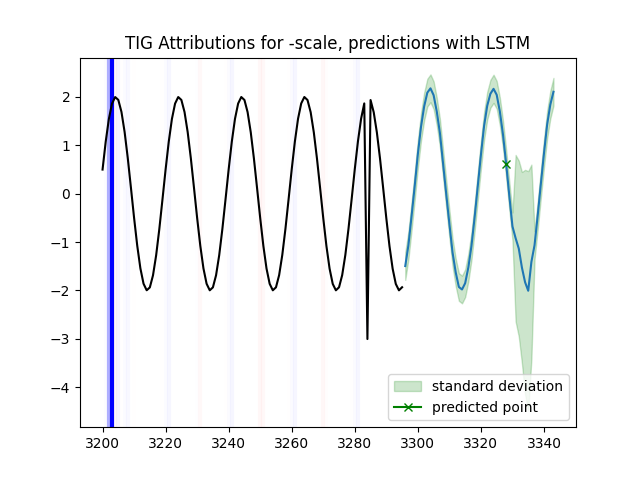 TIG Attributions for -scale, predictions with LSTM
2
1
0
−1
−2
−3
−4
3200 3220 3240 3260 3280 3300 3320 3340
standard deviation
predicted point